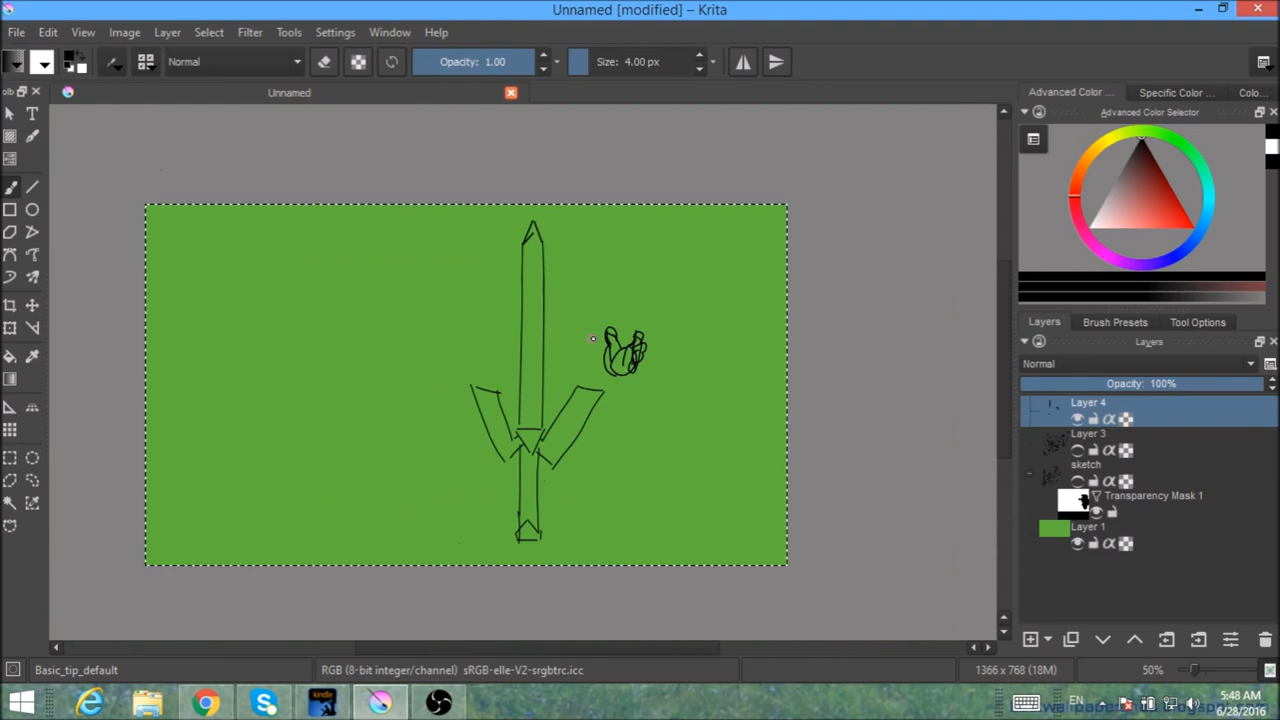 Unnamed [modified] – Krita
File Edit View Image Layer Select Filter Tools Settings Window Help
Normal Opacity: 1.00 Size: 4.00 px
Unnamed
Advanced Color ... Specific Color ... Colo...
Advanced Color Selector
Layers Brush Presets Tool Options
Layers
Normal
Opacity: 100%
Layer 4
Layer 3
sketch
Transparency Mask 1
Layer 1
Basic_tip_default RGB (8-bit integer/channel) sRGB-elle-V2-srgbtrc.icc 1366 x 768 (18M) 50%
kindle
EN
5:48 AM
6/28/2016